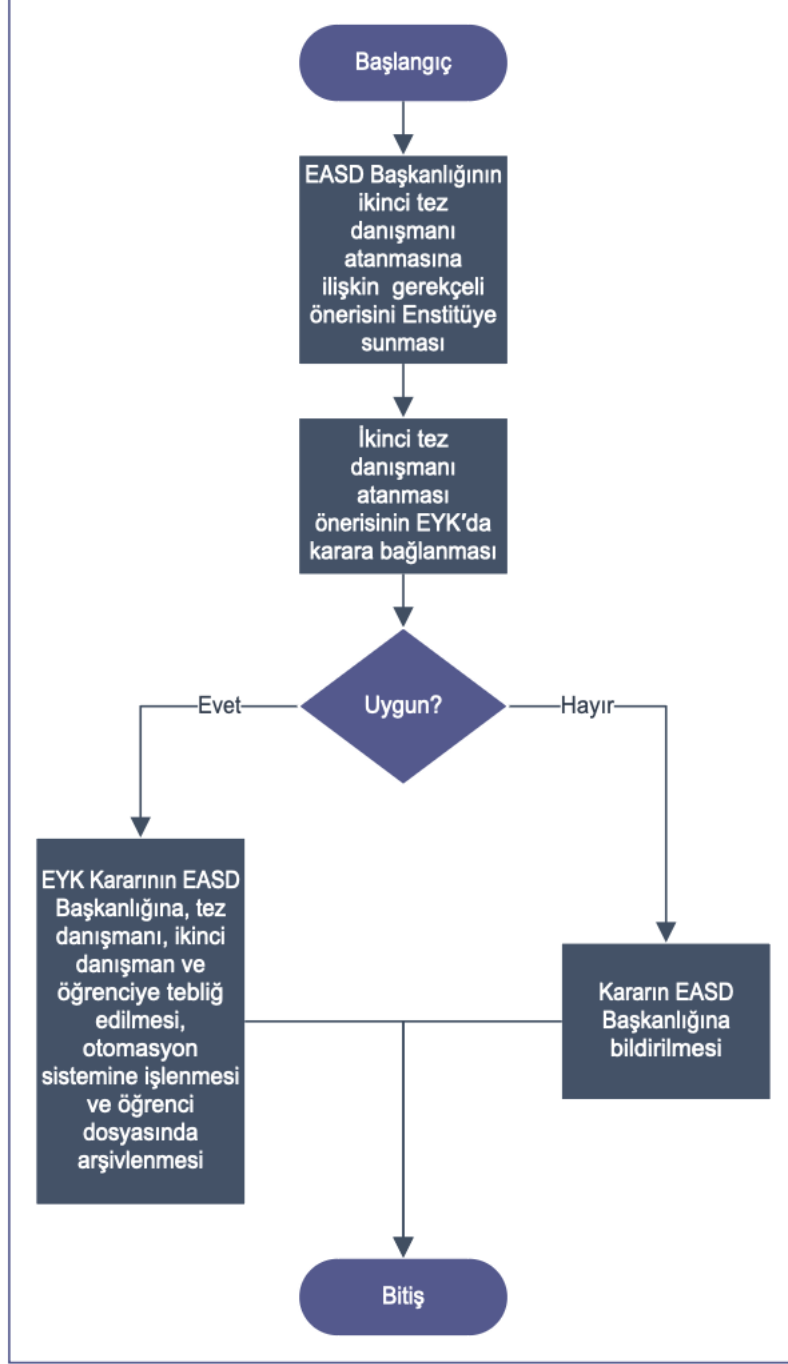 Başlangıç
EASD Başkanlığının
ikinci tez
danışmanı
atanmasına
ilişkin  gerekçeli
önerisini Enstitüye
sunması
İkinci tez
danışmanı
atanması
önerisinin EYK'da
karara bağlanması
Uygun?
Evet
Hayır
EYK Kararının EASD
Başkanlığına, tez
danışmanı, ikinci
danışman ve
öğrenciye tebliğ
edilmesi,
otomasyon
sistemine işlenmesi
ve öğrenci
dosyasında
arşivlenmesi
Kararın EASD
Başkanlığına
bildirilmesi
Bitiş